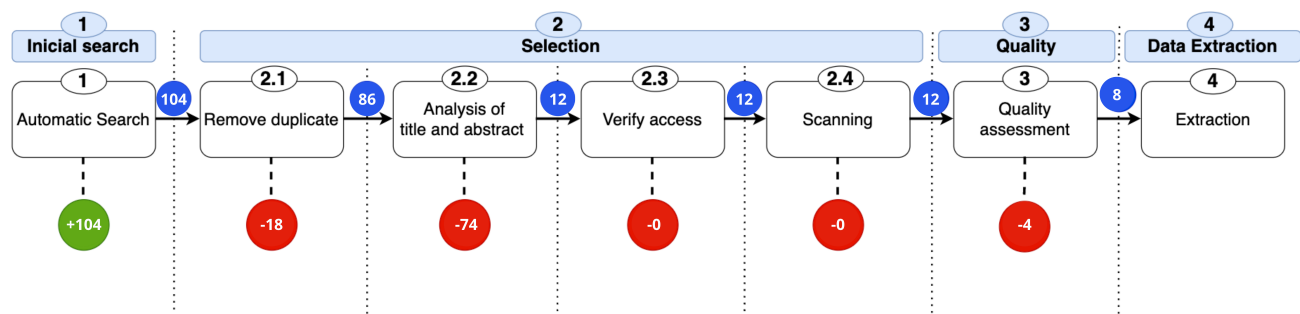 1
Inicial search
2
Selection
3
Quality
4
Data Extraction
1
Automatic Search
+104
104
2.1
Remove duplicate
-18
86
2.2
Analysis of
title and abstract
-74
12
2.3
Verify access
-0
12
2.4
Scanning
-0
12
3
Quality
assessment
-4
8
4
Extraction